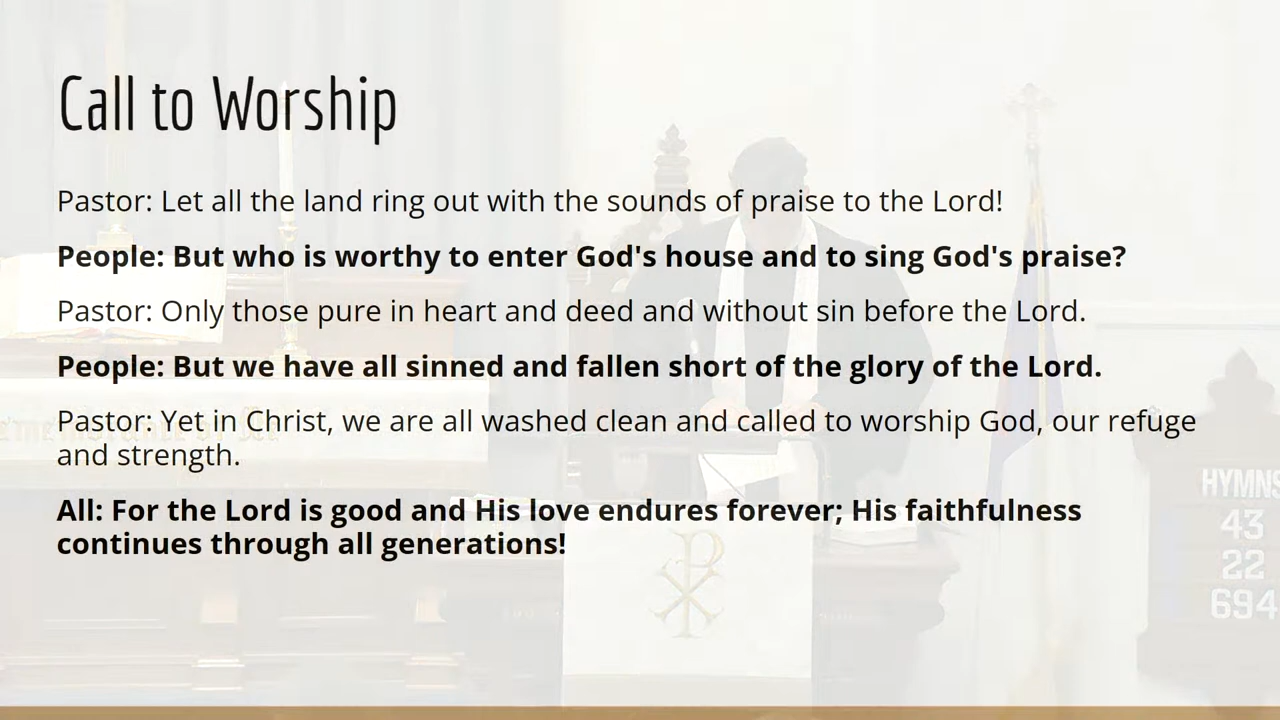 Call to Worship
Pastor: Let all the land ring out with the sounds of praise to the Lord!
People: But who is worthy to enter God's house and to sing God's praise?
Pastor: Only those pure in heart and deed and without sin before the Lord.
People: But we have all sinned and fallen short of the glory of the Lord.
Pastor: Yet in Christ, we are all washed clean and called to worship God, our refuge
and strength.
All: For the Lord is good and His love endures forever; His faithfulness
continues through all generations!
HYMNS
43
22
694